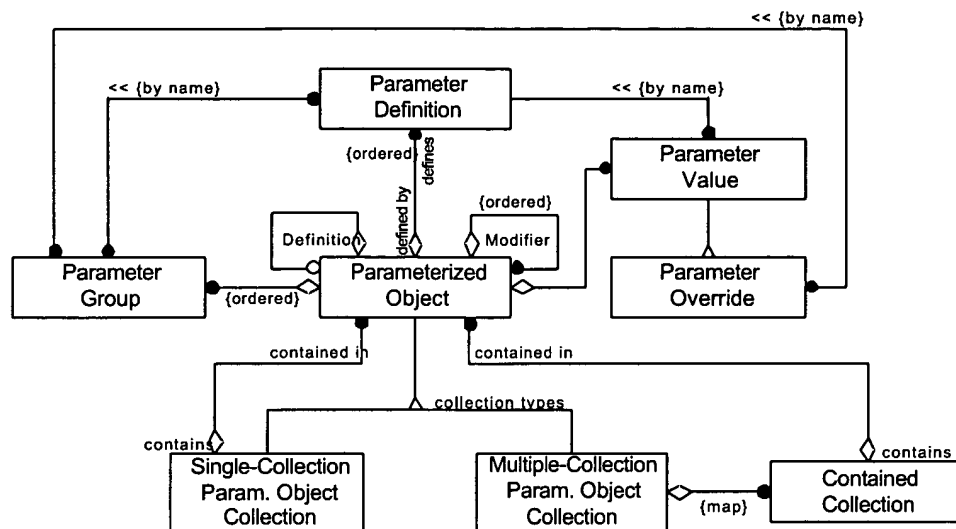 << {by name}
<< {by name}
Parameter
Definition
<< {by name}
{ordered}
defines
Parameter
Value
defined by
{ordered}
Definition
Modifier
Parameter
Group
{ordered}
Parameterized
Object
Parameter
Override
contained in
contained in
collection types
contains
contains
Single-Collection
Param. Object
Collection
Multiple-Collection
Param. Object
Collection
{map}
Contained
Collection